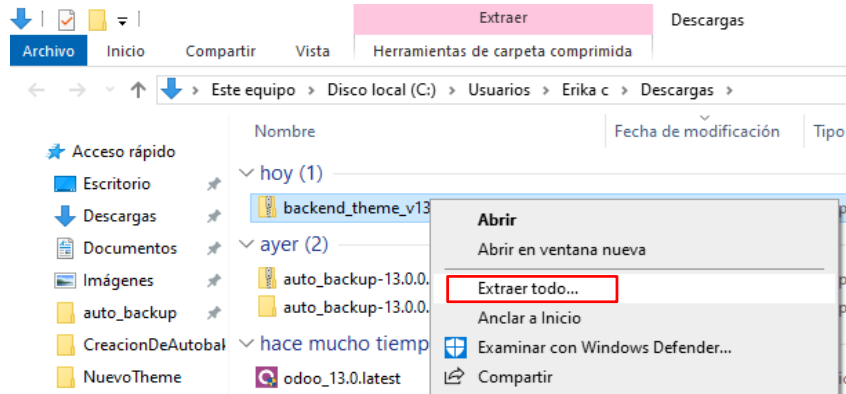 Extraer
Descargas
Archivo Inicio Compartir Vista Herramientas de carpeta comprimida
Este equipo > Disco local (C:) > Usuarios > Erika c > Descargas >
Nombre Fecha de modificación Tipo
Acceso rápido
hoy (1)
Escritorio
backend_theme_v13
Abrir
Descargas
Abrir en ventana nueva
Documentos
ayer (2)
Imágenes
auto_backup-13.0.0.
Extraer todo...
auto_backup
auto_backup-13.0.0.
Anclar a Inicio
CreacionDeAutobak
hace mucho tiemp
Examinar con Windows Defender...
NuevoTheme
odoo_13.0.latest
Compartir